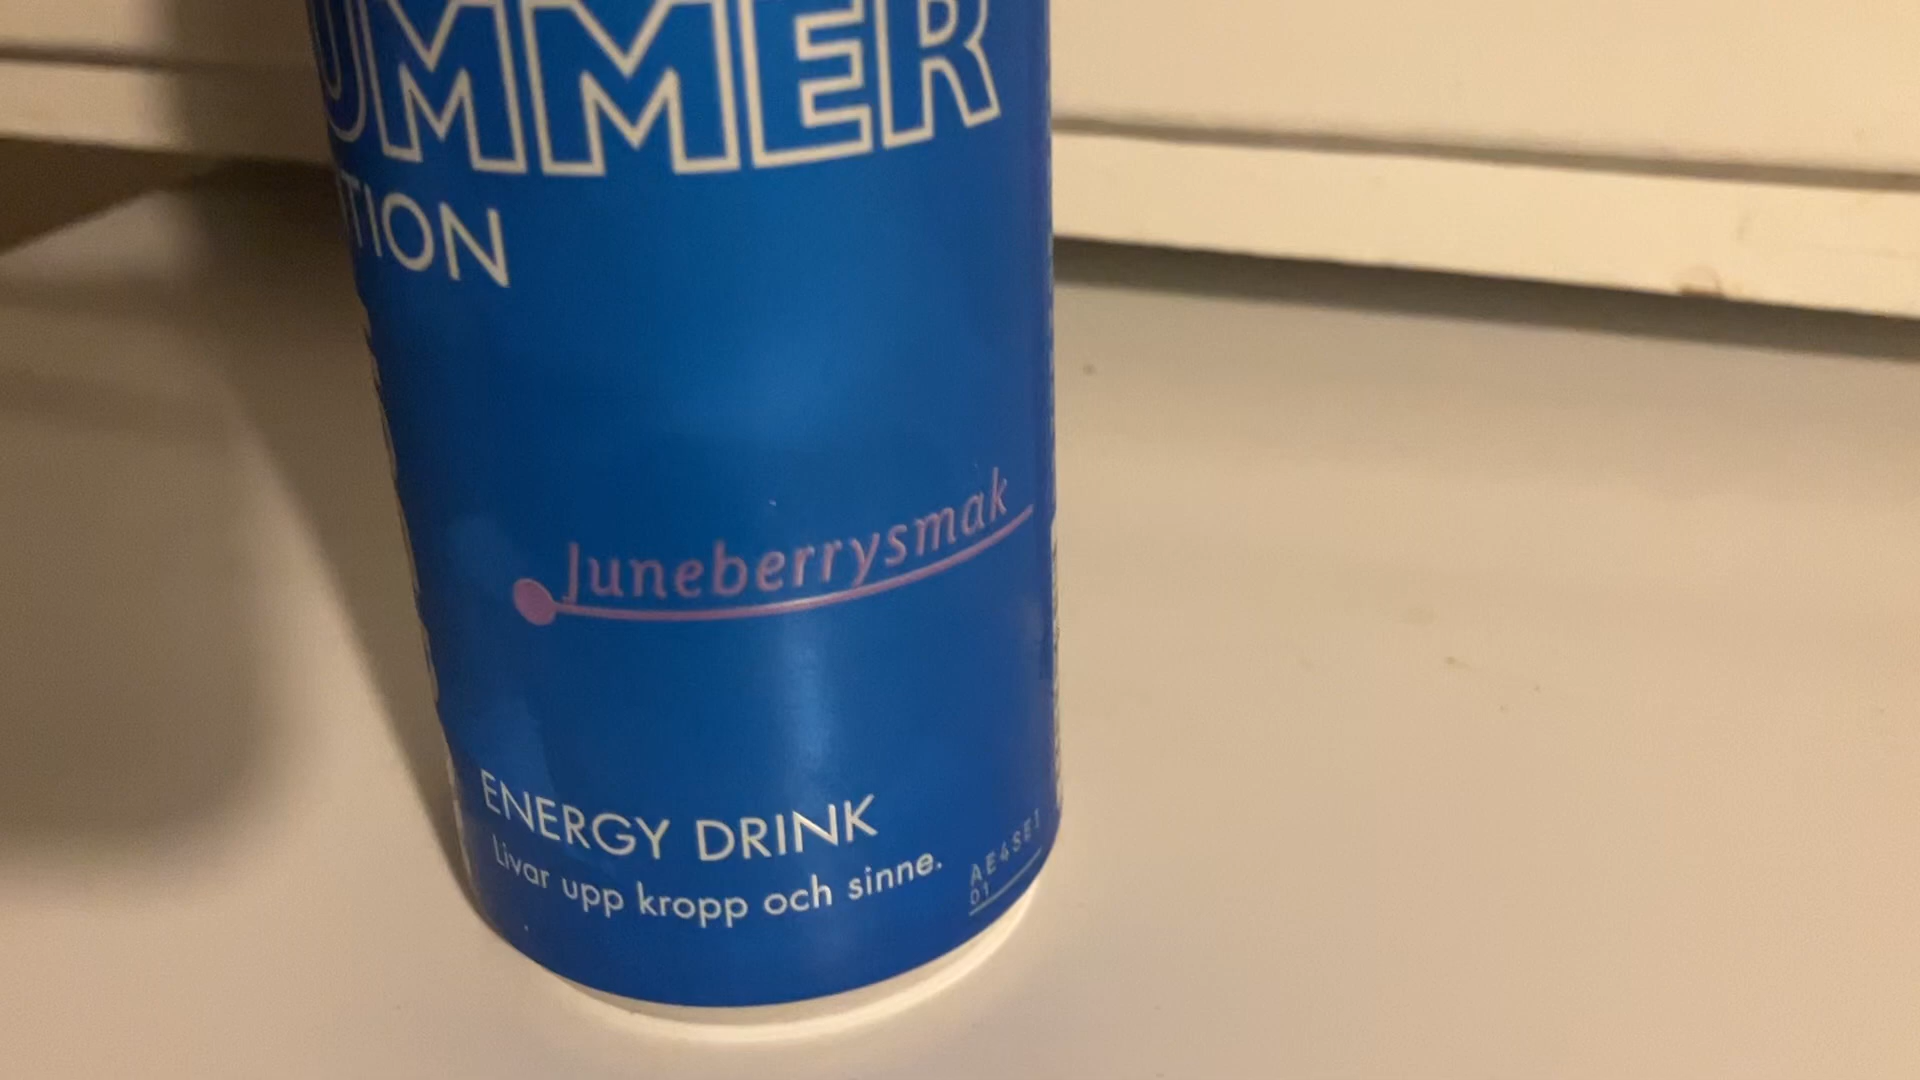 UMMER
TION
Juneberrysmak
ENERGY DRINK
Livar upp kropp och sinne.
AE4SE1
01